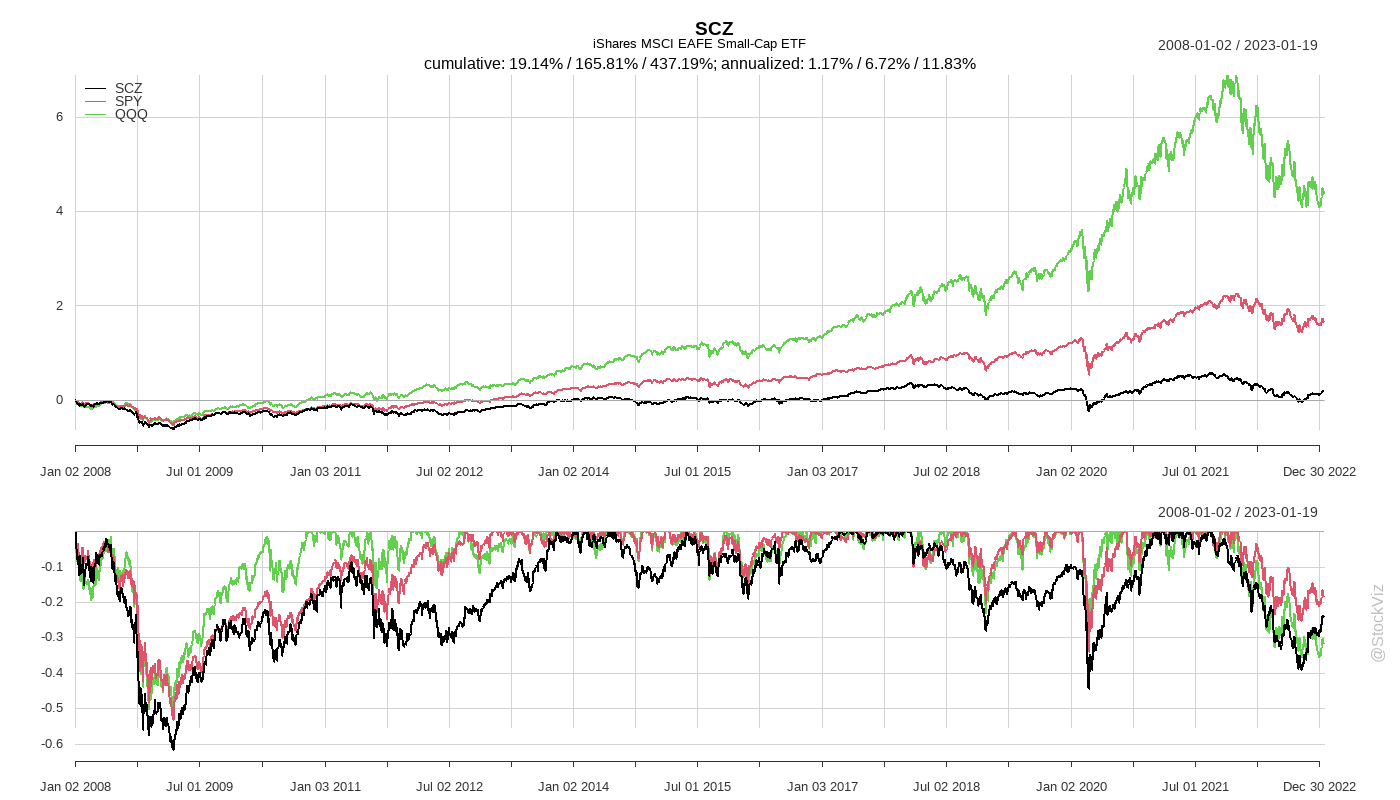 SCZ
iShares MSCI EAFE Small-Cap ETF
2008-01-02 / 2023-01-19
cumulative: 19.14% / 165.81% / 437.19%; annualized: 1.17% / 6.72% / 11.83%
SCZ
SPY
QQQ
6
4
2
0
Jan 02 2008 Jul 01 2009 Jan 03 2011 Jul 02 2012 Jan 02 2014 Jul 01 2015 Jan 03 2017 Jul 02 2018 Jan 02 2020 Jul 01 2021 Dec 30 2022
2008-01-02 / 2023-01-19
-0.1
-0.2
-0.3
-0.4
-0.5
-0.6
Jan 02 2008 Jul 01 2009 Jan 03 2011 Jul 02 2012 Jan 02 2014 Jul 01 2015 Jan 03 2017 Jul 02 2018 Jan 02 2020 Jul 01 2021 Dec 30 2022
@StockViz